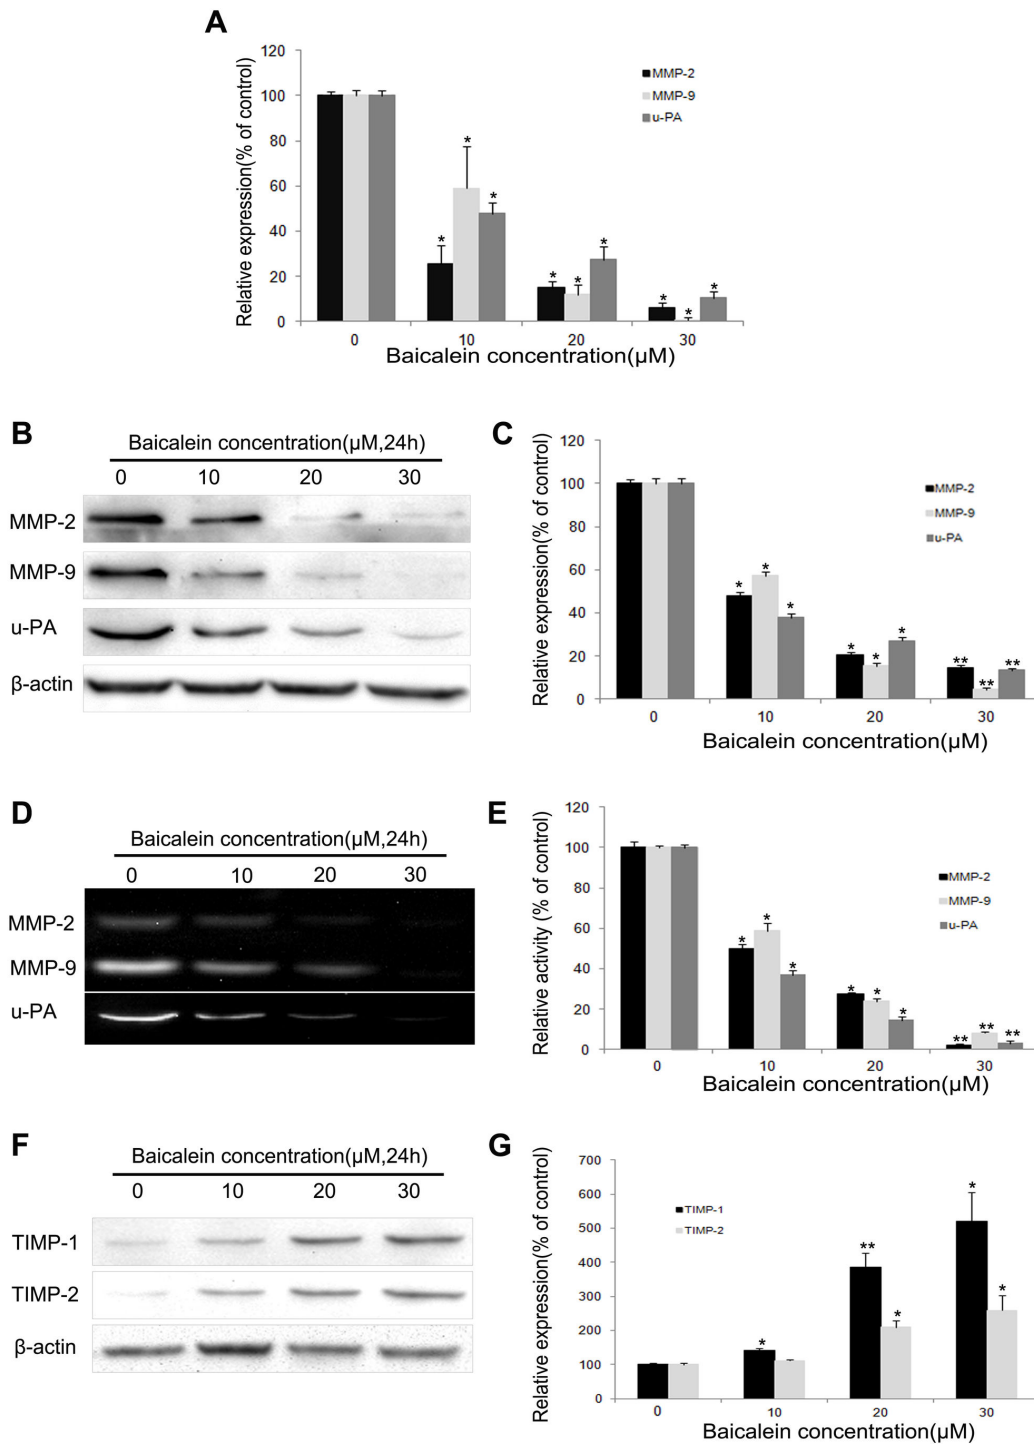 A
120
100
80
60
40
20
0
Relative expression(% of control)
MMP-2
MMP-9
u-PA
* * * * * * * * *
0 10 20 30
Baicalein concentration(μM)
B
Baicalein concentration(μM,24h)
0 10 20 30
MMP-2
MMP-9
u-PA
β-actin
C
120
100
80
60
40
20
0
Relative expression(% of control)
MMP-2
MMP-9
u-PA
* * * * * * ** ** **
0 10 20 30
Baicalein concentration(μM)
D
Baicalein concentration(μM,24h)
0 10 20 30
MMP-2
MMP-9
u-PA
E
120
100
80
60
40
20
0
Relative activity (% of control)
MMP-2
MMP-9
u-PA
* * * * * * ** ** **
0 10 20 30
Baicalein concentration(μM)
F
Baicalein concentration(μM,24h)
0 10 20 30
TIMP-1
TIMP-2
β-actin
G
700
600
500
400
300
200
100
0
Relative expression(% of control)
TIMP-1
TIMP-2
* ** * * *
0 10 20 30
Baicalein concentration(μM)